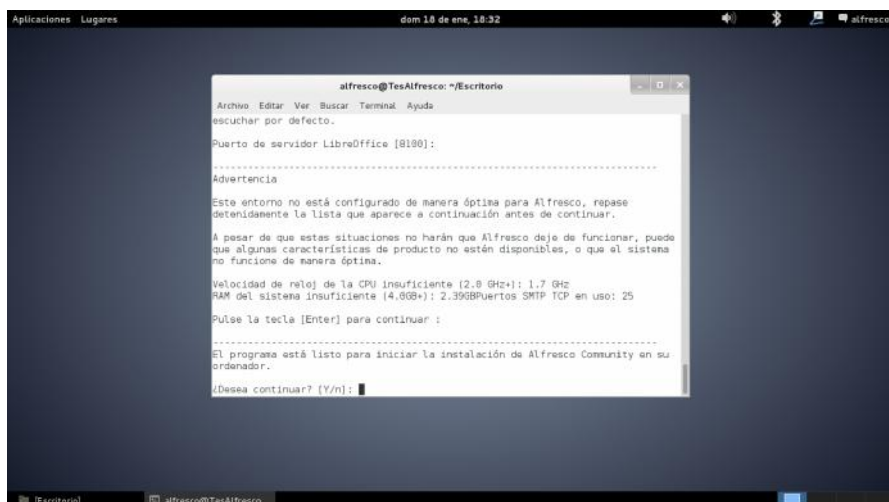 Aplicaciones Lugares
dom 18 de ene, 18:32
alfresco
alfresco@TesAlfresco: ~/Escritorio
Archivo Editar Ver Buscar Terminal Ayuda
escuchar por defecto.
Puerto de servidor LibreOffice [8100]:
----------------------------------------------------------------------------
Advertencia
Este entorno no está configurado de manera óptima para Alfresco, repase
detenidamente la lista que aparece a continuación antes de continuar.
A pesar de que estas situaciones no harán que Alfresco deje de funcionar, puede
que algunas características de producto no estén disponibles, o que el sistema
no funcione de manera óptima.
Velocidad de reloj de la CPU insuficiente (2.0 GHz+): 1.7 GHz
RAM del sistema insuficiente (4.0GB+): 2.39GBPuertos SMTP TCP en uso: 25
Pulse la tecla [Enter] para continuar :
----------------------------------------------------------------------------
El programa está listo para iniciar la instalación de Alfresco Community en su
ordenador.
¿Desea continuar? [Y/n]:
[Escritorio]
alfresco@TesAlfresco